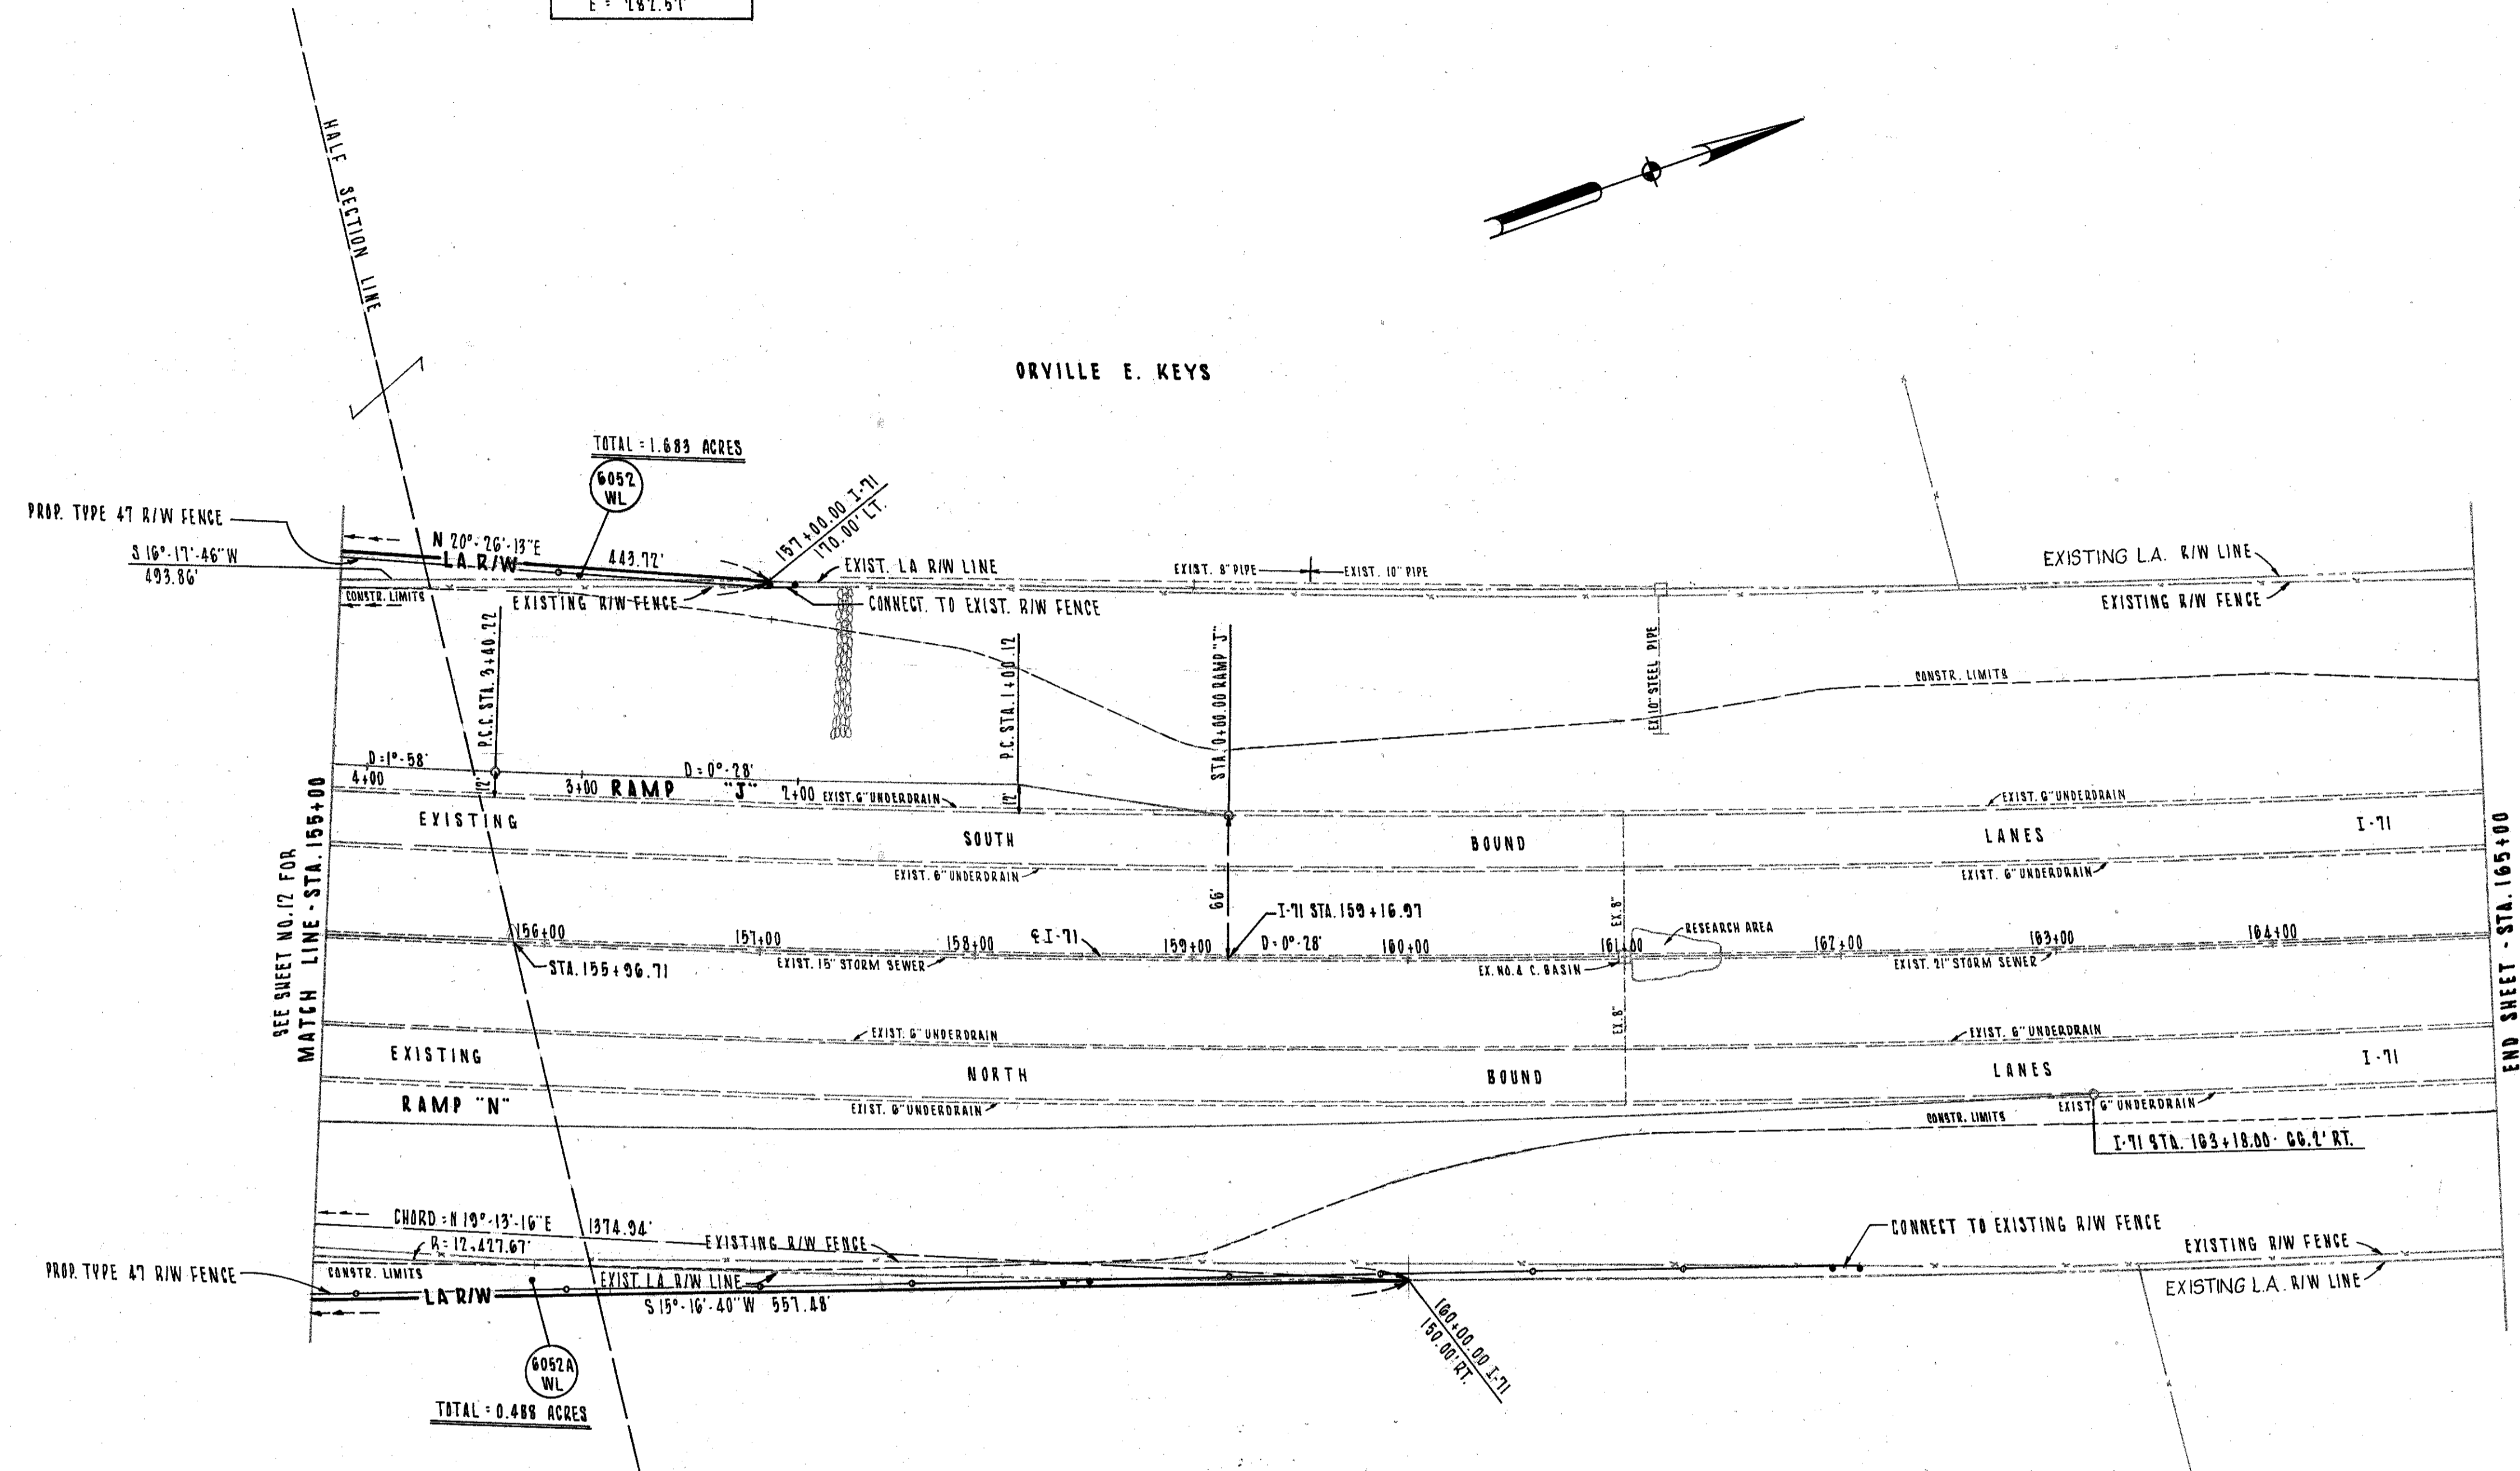 E = 282.51'
HALF SECTION LINE
ORVILLE E. KEYS
TOTAL = 1.683 ACRES
6052
WL
157+00.00 I-71
170.00' LT.
PROP. TYPE 47 R/W FENCE
S 16°-17'-46" W
493.86'
N 20°-26'-13" E
443.72'
LA R/W
EXIST. LA R/W LINE
EXIST. 8" PIPE
EXIST. 10" PIPE
EXISTING L.A. R/W LINE
EXISTING R/W FENCE
CONSTR. LIMITS
EXISTING R/W FENCE
CONNECT. TO EXIST. R/W FENCE
P.C.C. STA. 3+40.22
P.C. STA. 1+00.12
STA. 0+00.00 RAMP "J"
EX. 10" STEEL PIPE
CONSTR. LIMITS
D=1°-58'
D=0°-28'
4+00
12'
3+00
RAMP "J"
2+00
EXIST. 6" UNDERDRAIN
12'
EXIST. 6" UNDERDRAIN
EXISTING SOUTH BOUND LANES I-71
EXIST. 6" UNDERDRAIN
EXIST. 6" UNDERDRAIN
SEE SHEET NO. 12 FOR
MATCH LINE - STA. 155+00
END SHEET - STA. 165+00
66'
I-71 STA. 159+16.97
EX. 8"
RESEARCH AREA
156+00
157+00
158+00
℄ I-71
159+00
D=0°-28'
160+00
161+00
162+00
163+00
164+00
STA. 155+96.71
EXIST. 15" STORM SEWER
EX. NO. 4 C. BASIN
EXIST. 21" STORM SEWER
EX. 8"
EXIST. 6" UNDERDRAIN
EXIST. 6" UNDERDRAIN
EXISTING NORTH BOUND LANES I-71
RAMP "N"
EXIST. 6" UNDERDRAIN
EXIST. 6" UNDERDRAIN
CONSTR. LIMITS
I-71 STA. 163+18.00 - 66.2' RT.
CHORD = N 19°-13'-16" E 1374.94'
R=12,427.67'
EXISTING R/W FENCE
CONNECT TO EXISTING R/W FENCE
EXISTING R/W FENCE
PROP. TYPE 47 R/W FENCE
CONSTR. LIMITS
EXIST. LA R/W LINE
LA R/W
S 15°-16'-40" W 557.48'
EXISTING L.A. R/W LINE
160+00.00 I-71
150.00' RT.
6052A
WL
TOTAL = 0.488 ACRES